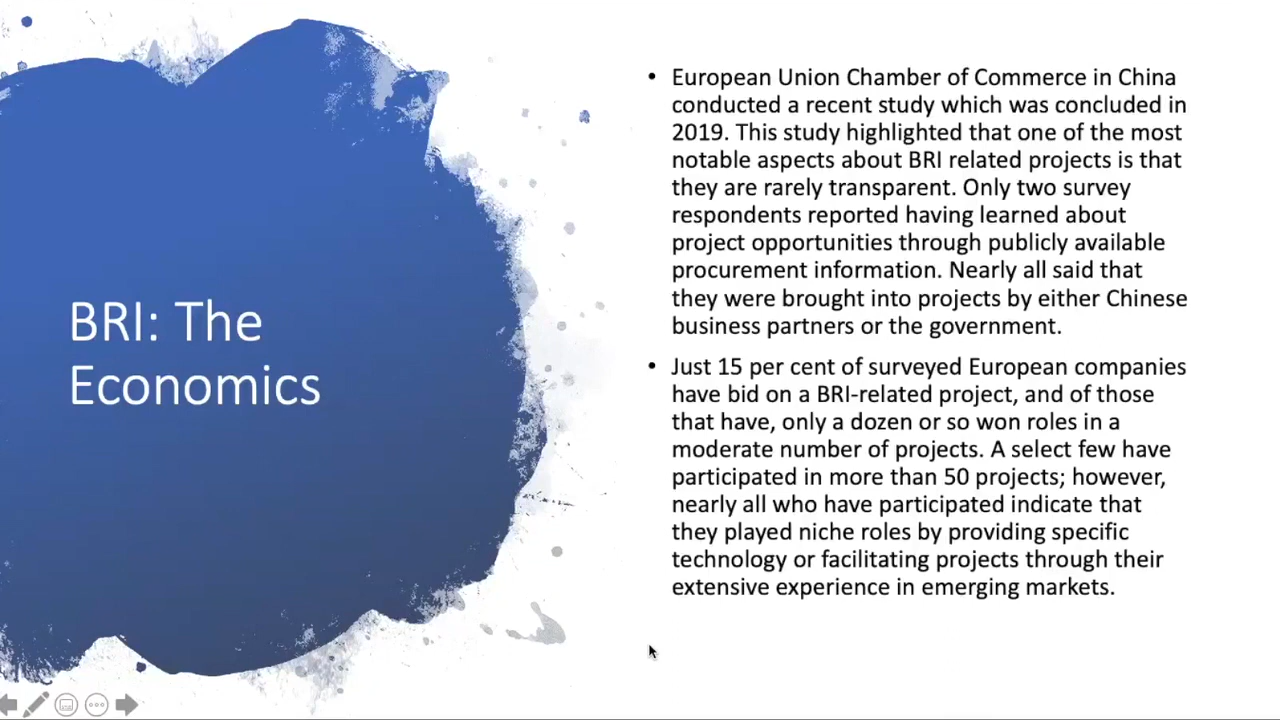 BRI: The
Economics
• European Union Chamber of Commerce in China
conducted a recent study which was concluded in
2019. This study highlighted that one of the most
notable aspects about BRI related projects is that
they are rarely transparent. Only two survey
respondents reported having learned about
project opportunities through publicly available
procurement information. Nearly all said that
they were brought into projects by either Chinese
business partners or the government.
• Just 15 per cent of surveyed European companies
have bid on a BRI-related project, and of those
that have, only a dozen or so won roles in a
moderate number of projects. A select few have
participated in more than 50 projects; however,
nearly all who have participated indicate that
they played niche roles by providing specific
technology or facilitating projects through their
extensive experience in emerging markets.